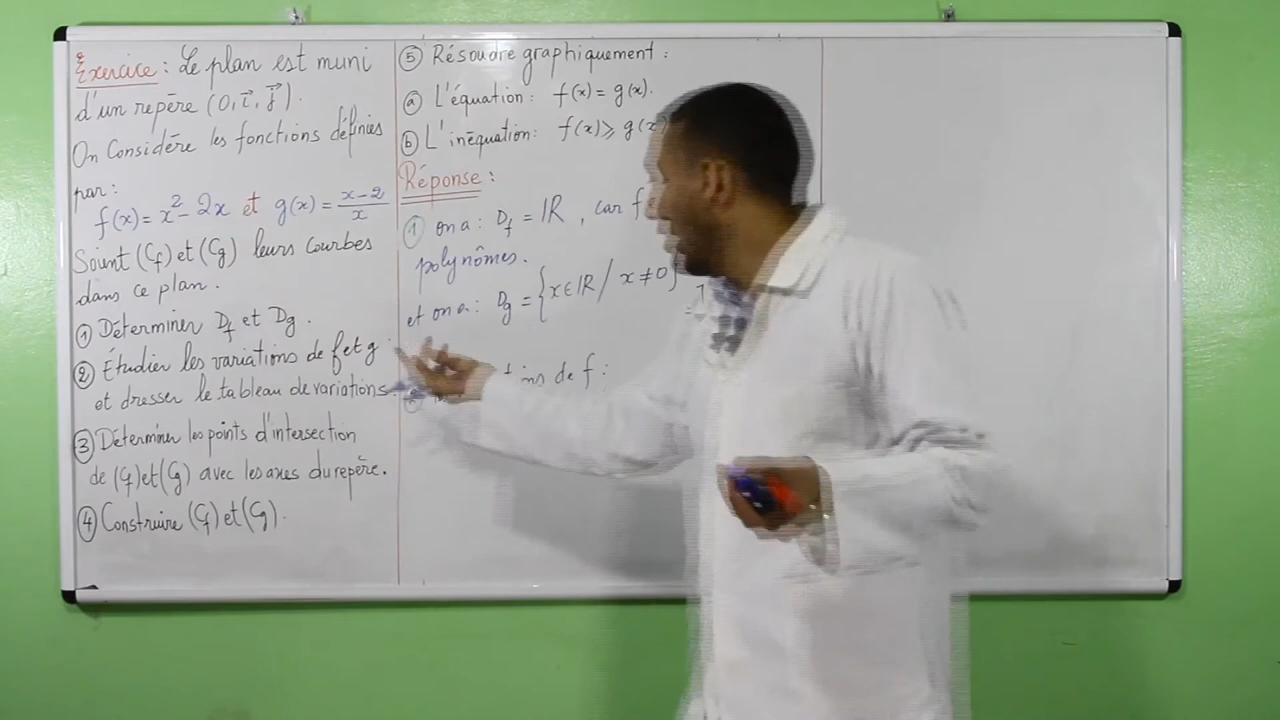 Exercice : Le plan est muni
d'un repère (O, i⃗, j⃗).
On Considère les fonctions définies
par :
f(x) = x² - 2x et g(x) = x-2/x
Soient (Cf) et (Cg) leurs courbes
dans ce plan.
① Déterminer Df et Dg.
② Étudier les variations de f et g
et dresser le tableau de variations.
③ Déterminer les points d'intersection
de (Cf) et (Cg) avec les axes du repère.
④ Construire (Cf) et (Cg).
⑤ Résoudre graphiquement :
ⓐ L'équation : f(x) = g(x).
ⓑ L'inéquation : f(x) ⩾ g(x)
Réponse :
① on a : Df = IR , car f
polynômes.
et on a : Dg = {x ∈ IR / x ≠ 0}
②
de f :